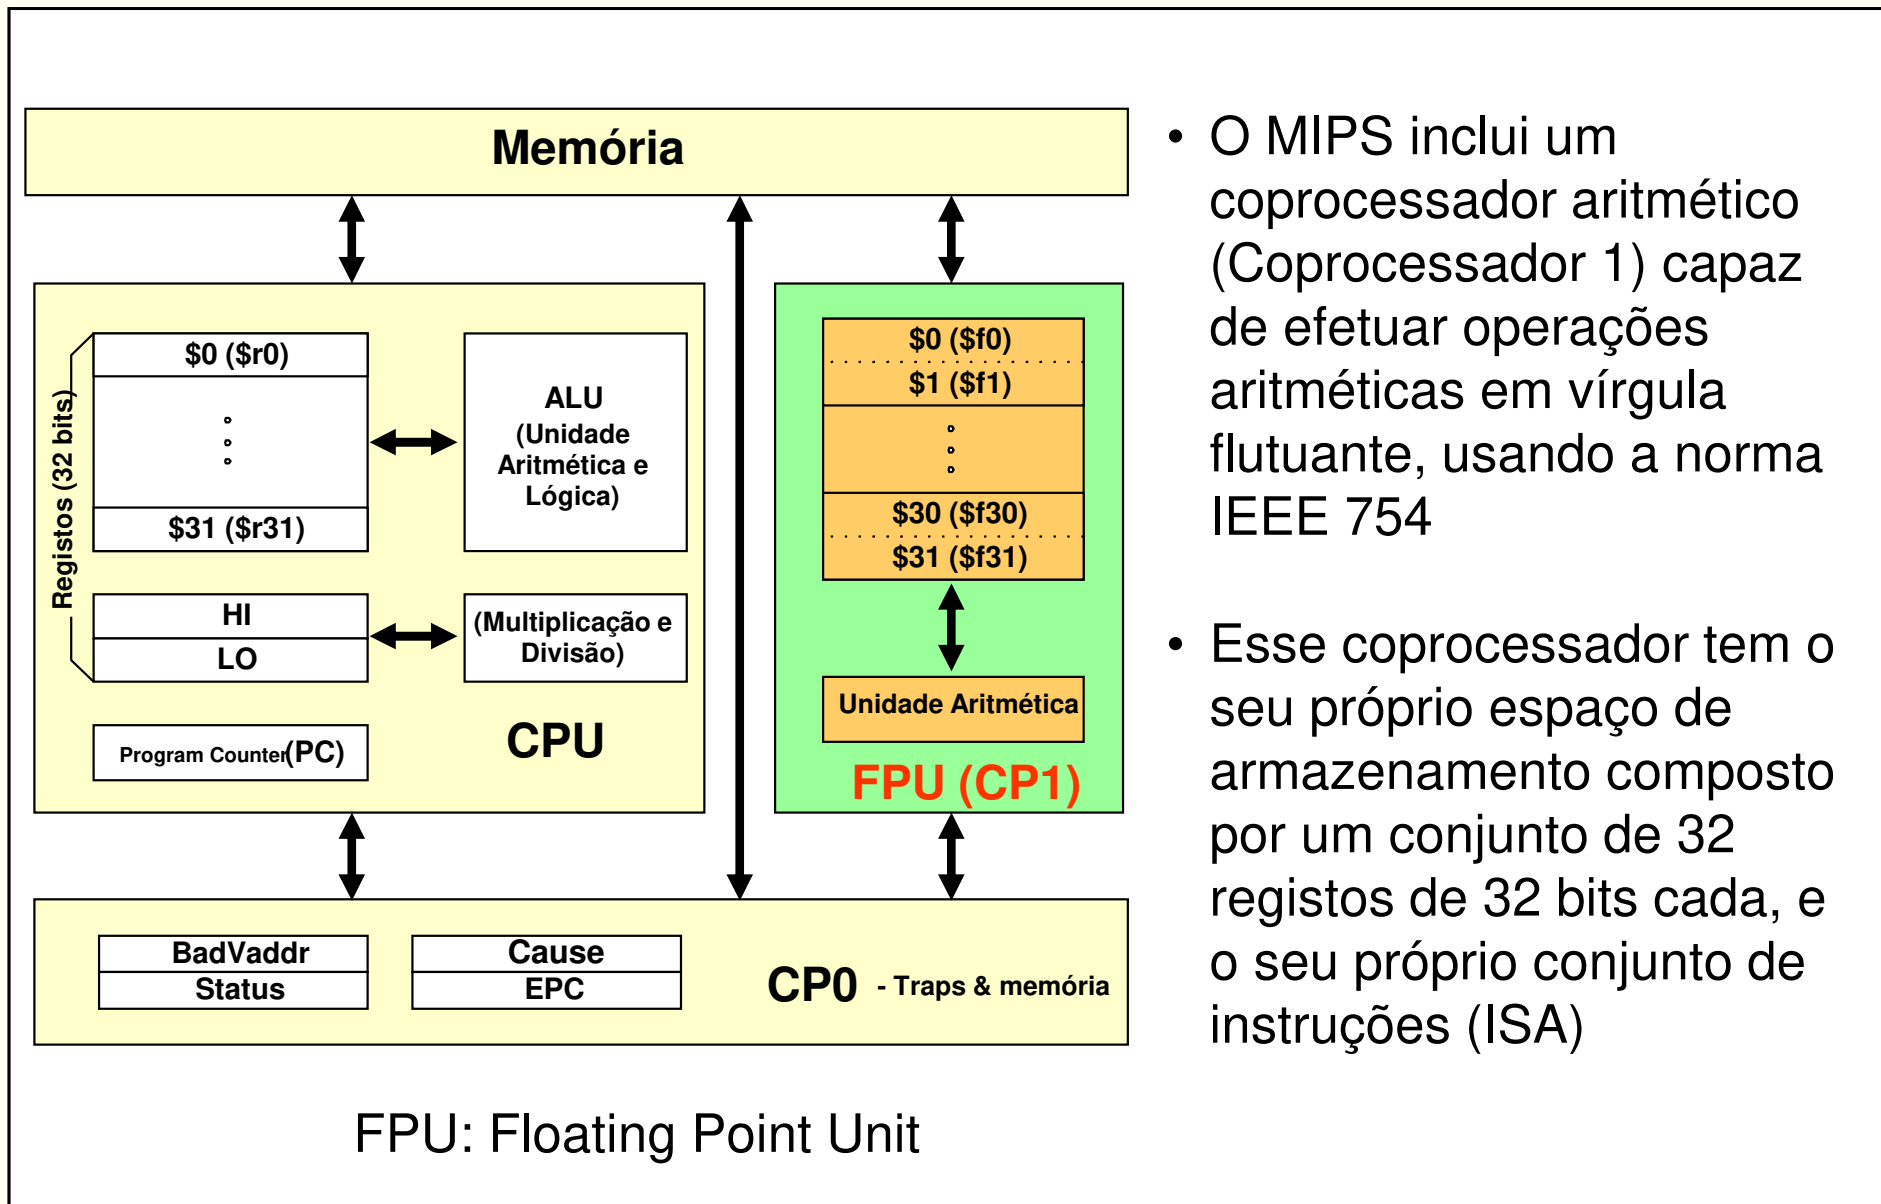 Memória
Registos (32 bits)
$0 ($r0)
$31 ($r31)
HI
LO
Program Counter(PC)
ALU
(Unidade
Aritmética e
Lógica)
(Multiplicação e
Divisão)
CPU
$0 ($f0)
$1 ($f1)
$30 ($f30)
$31 ($f31)
Unidade Aritmética
FPU (CP1)
BadVaddr
Status
Cause
EPC
CP0 - Traps & memória
FPU: Floating Point Unit
• O MIPS inclui um
coprocessador aritmético
(Coprocessador 1) capaz
de efetuar operações
aritméticas em vírgula
flutuante, usando a norma
IEEE 754
• Esse coprocessador tem o
seu próprio espaço de
armazenamento composto
por um conjunto de 32
registos de 32 bits cada, e
o seu próprio conjunto de
instruções (ISA)